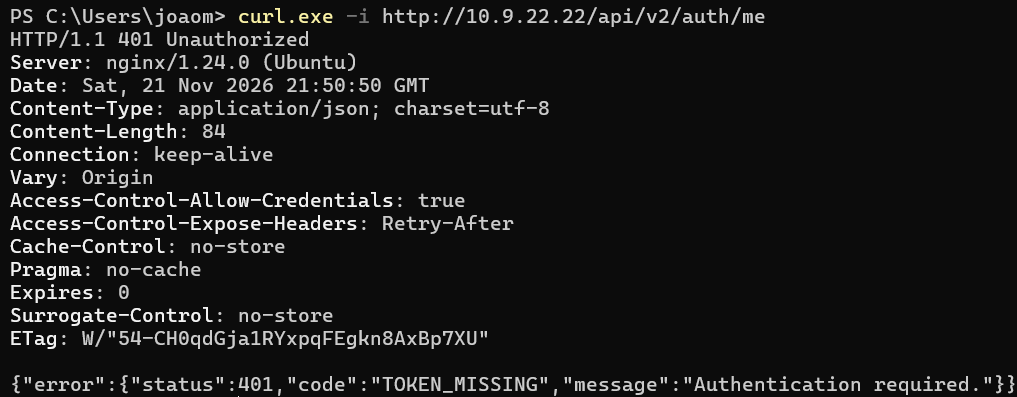 PS C:\Users\joaom> curl.exe -i http://10.9.22.22/api/v2/auth/me
HTTP/1.1 401 Unauthorized
Server: nginx/1.24.0 (Ubuntu)
Date: Sat, 21 Nov 2026 21:50:50 GMT
Content-Type: application/json; charset=utf-8
Content-Length: 84
Connection: keep-alive
Vary: Origin
Access-Control-Allow-Credentials: true
Access-Control-Expose-Headers: Retry-After
Cache-Control: no-store
Pragma: no-cache
Expires: 0
Surrogate-Control: no-store
ETag: W/"54-CH0qdGja1RYxpqFEgkn8AxBp7XU"

{"error":{"status":401,"code":"TOKEN_MISSING","message":"Authentication required."}}